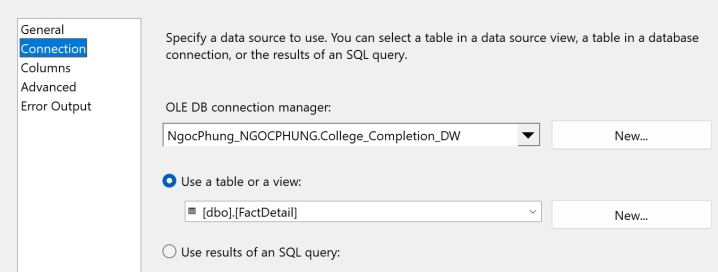 General
Connection
Columns
Advanced
Error Output
Specify a data source to use. You can select a table in a data source view, a table in a database
connection, or the results of an SQL query.
OLE DB connection manager:
NgocPhung_NGOCPHUNG.College_Completion_DW
New...
Use a table or a view:
[dbo].[FactDetail]
New...
Use results of an SQL query: